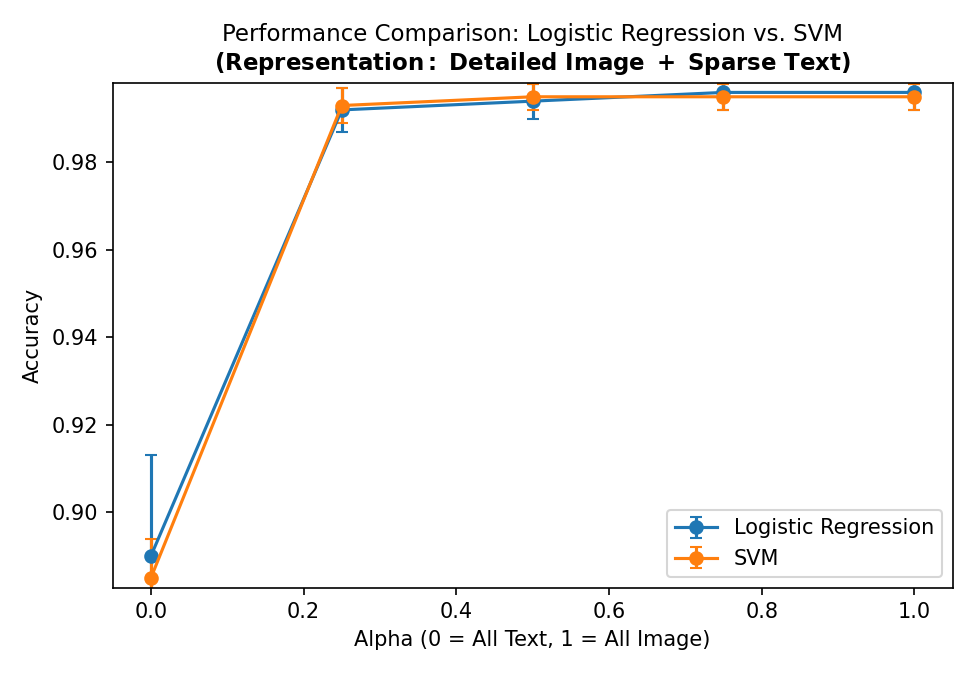 Performance Comparison: Logistic Regression vs. SVM
(Representation: Detailed Image + Sparse Text)
Accuracy
0.98
0.96
0.94
0.92
0.90
Logistic Regression
SVM
0.0 0.2 0.4 0.6 0.8 1.0
Alpha (0 = All Text, 1 = All Image)